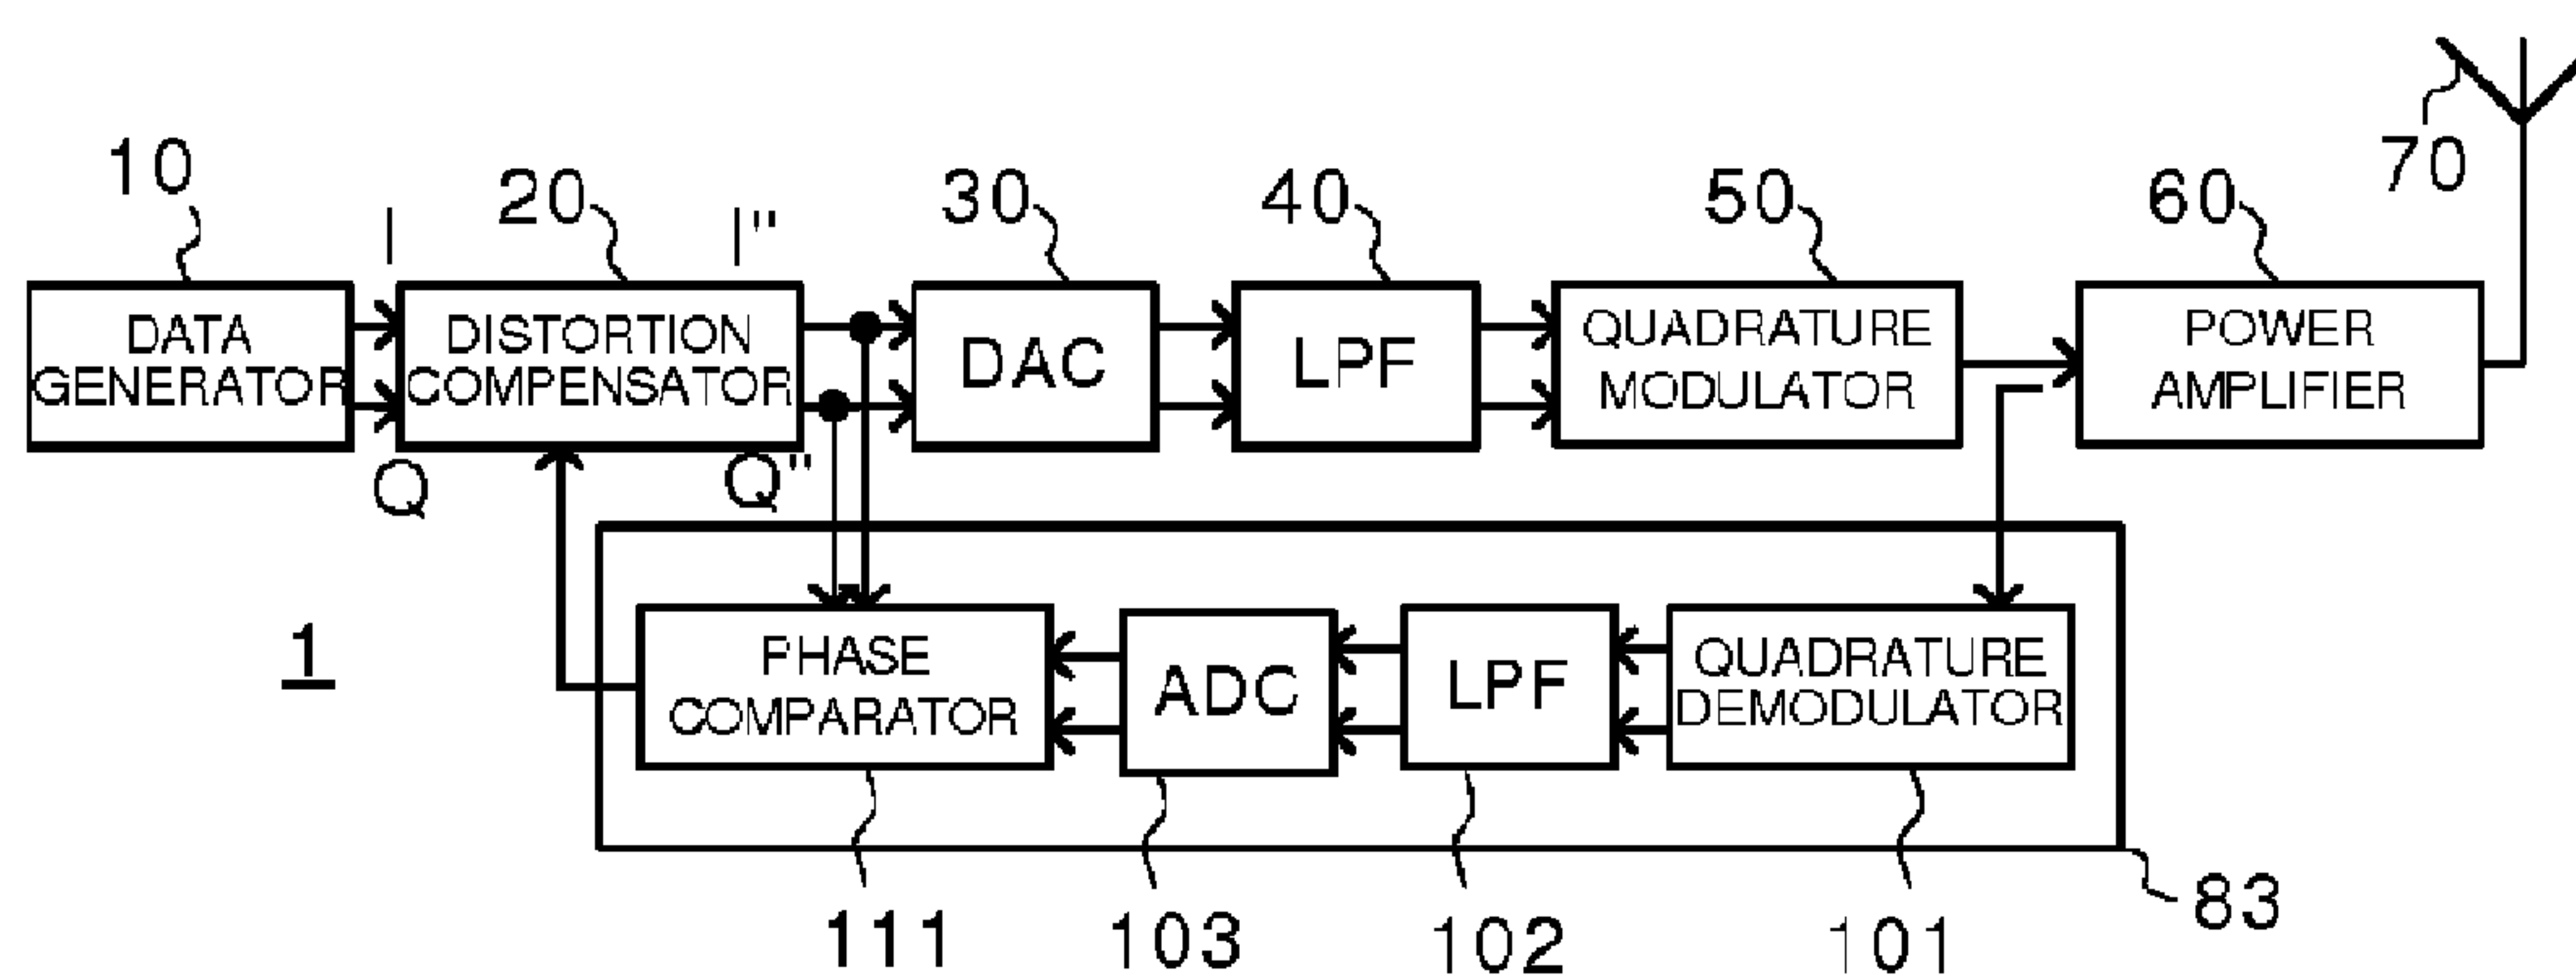 70
10
I
20
I"
30
40
50
60
DATA
GENERATOR
DISTORTION
COMPENSATOR
DAC
LPF
QUADRATURE
MODULATOR
POWER
AMPLIFIER
Q
Q"
1
PHASE
COMPARATOR
ADC
LPF
QUADRATURE
DEMODULATOR
111
103
102
101
83